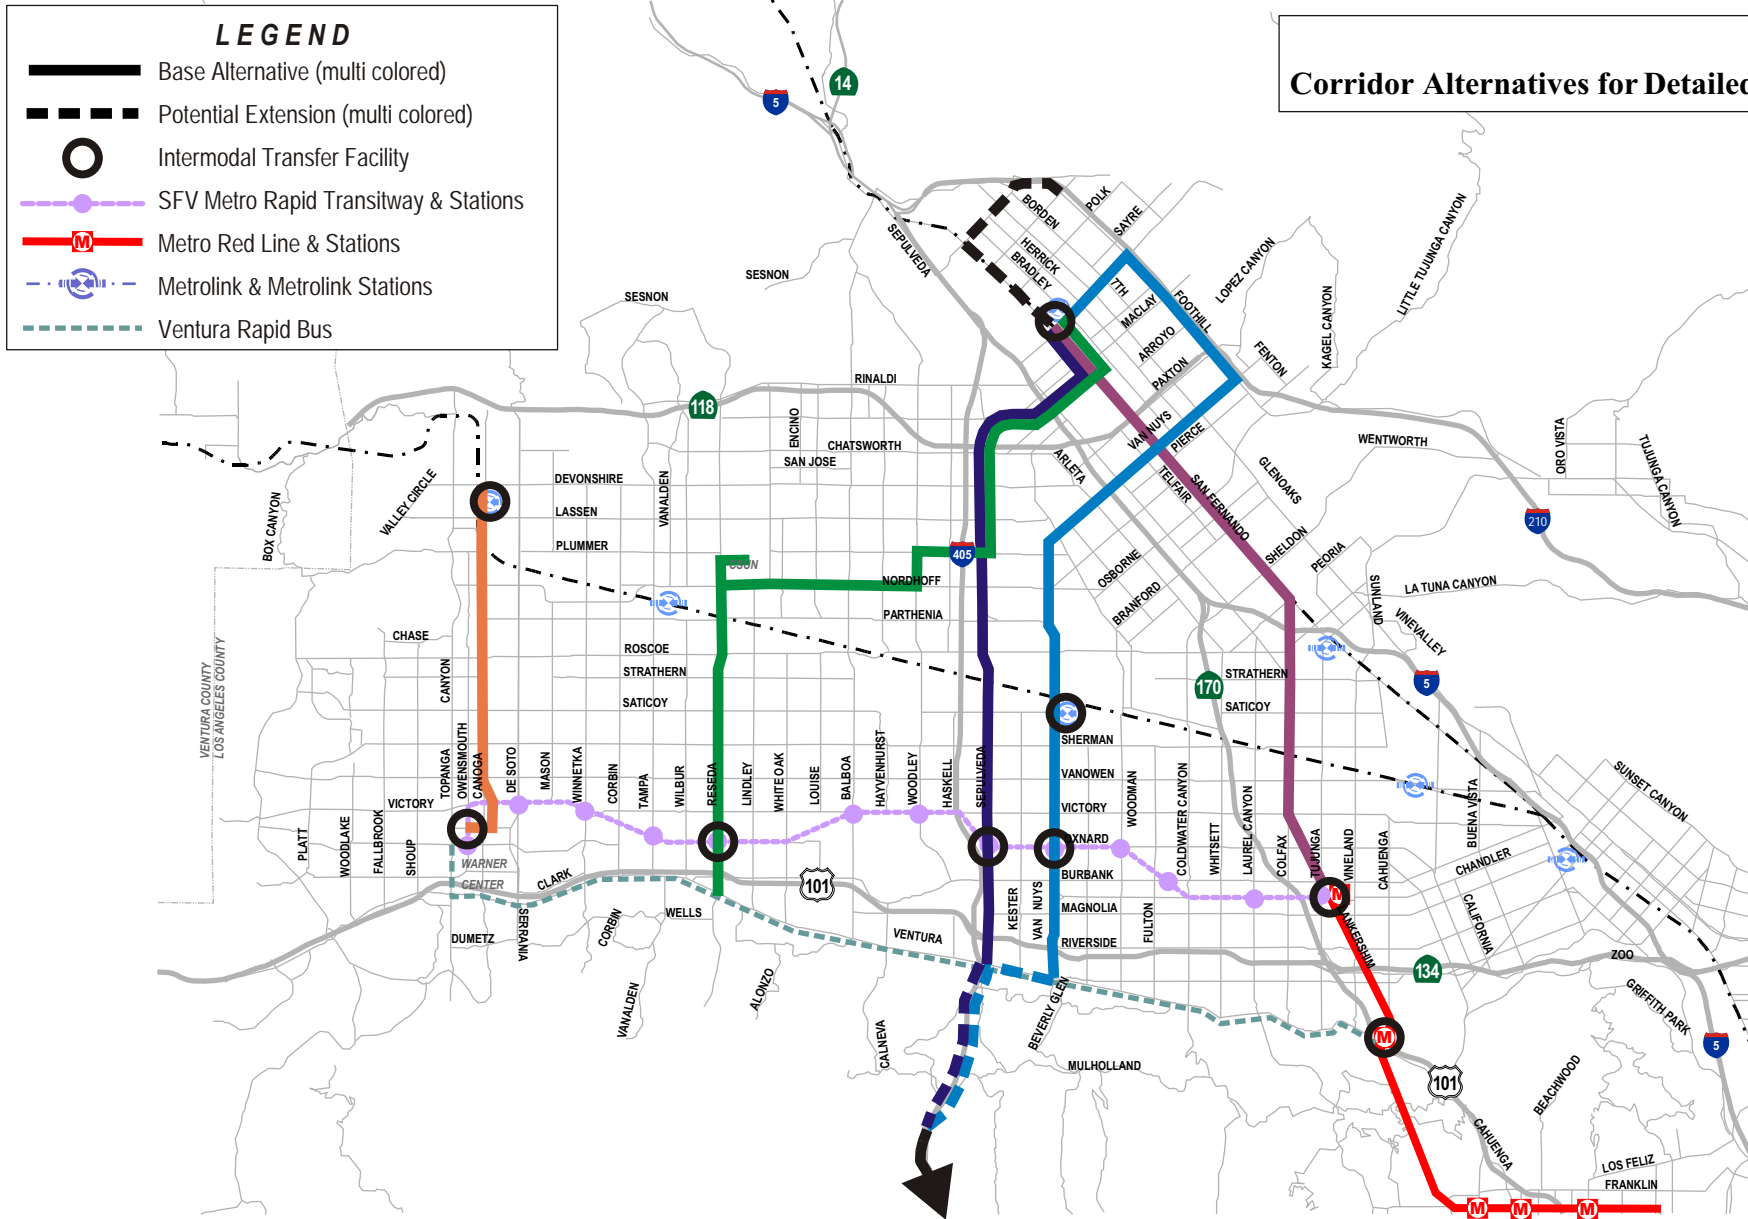 LEGEND
Base Alternative (multi colored)
Potential Extension (multi colored)
Intermodal Transfer Facility
SFV Metro Rapid Transitway & Stations
M
Metro Red Line & Stations
Metrolink & Metrolink Stations
Ventura Rapid Bus
Corridor Alternatives for Detailed
14
5
POLK
BORDEN
SAYRE
SEPULVEDA
HERRICK
BRADLEY
LITTLE TUJUNGA CANYON
LOPEZ CANYON
SESNON
SESNON
7TH
MACLAY
FOOTHILL
ARROYO
KAGEL CANYON
FENTON
PAXTON
RINALDI
118
ENCINO
CHATSWORTH
SAN JOSE
VAN NUYS
PIERCE
WENTWORTH
ORO VISTA
TUJUNGA CANYON
ARLETA
TELFAIR
GLENOAKS
SAN FERNANDO
DEVONSHIRE
VALLEY CIRCLE
BOX CANYON
VANALDEN
LASSEN
PLUMMER
210
405
CSUN
NORDHOFF
OSBORNE
BRANFORD
SHELDON
PEORIA
SUNLAND
LA TUNA CANYON
VINEVALLEY
PARTHENIA
CHASE
ROSCOE
STRATHERN
SATICOY
CANYON
VENTURA COUNTY
LOS ANGELES COUNTY
STRATHERN
170
5
SATICOY
SHERMAN
VANOWEN
VICTORY
OXNARD
BURBANK
MAGNOLIA
RIVERSIDE
TOPANGA
OWENSMOUTH
CANOGA
DE SOTO
MASON
WINNETKA
CORBIN
TAMPA
WILBUR
RESEDA
LINDLEY
WHITE OAK
LOUISE
BALBOA
HAYVENHURST
WOODLEY
HASKELL
SEPULVEDA
WOODMAN
COLDWATER CANYON
WHITSETT
LAUREL CANYON
COLFAX
TUJUNGA
VINELAND
CAHUENGA
BUENA VISTA
SUNSET CANYON
CHANDLER
CALIFORNIA
VICTORY
PLATT
WOODLAKE
FALLBROOK
SHOUP
WARNER
CENTER
CLARK
101
KESTER
VAN NUYS
FULTON
M
ANKERSHIM
SERRANIA
CORBIN
WELLS
DUMETZ
VENTURA
134
ZOO
GRIFFITH PARK
VANALDEN
ALONZO
CALNEVA
BEVERLY GLEN
MULHOLLAND
M
5
101
BEACHWOOD
CAHUENGA
LOS FELIZ
FRANKLIN
M
M
M